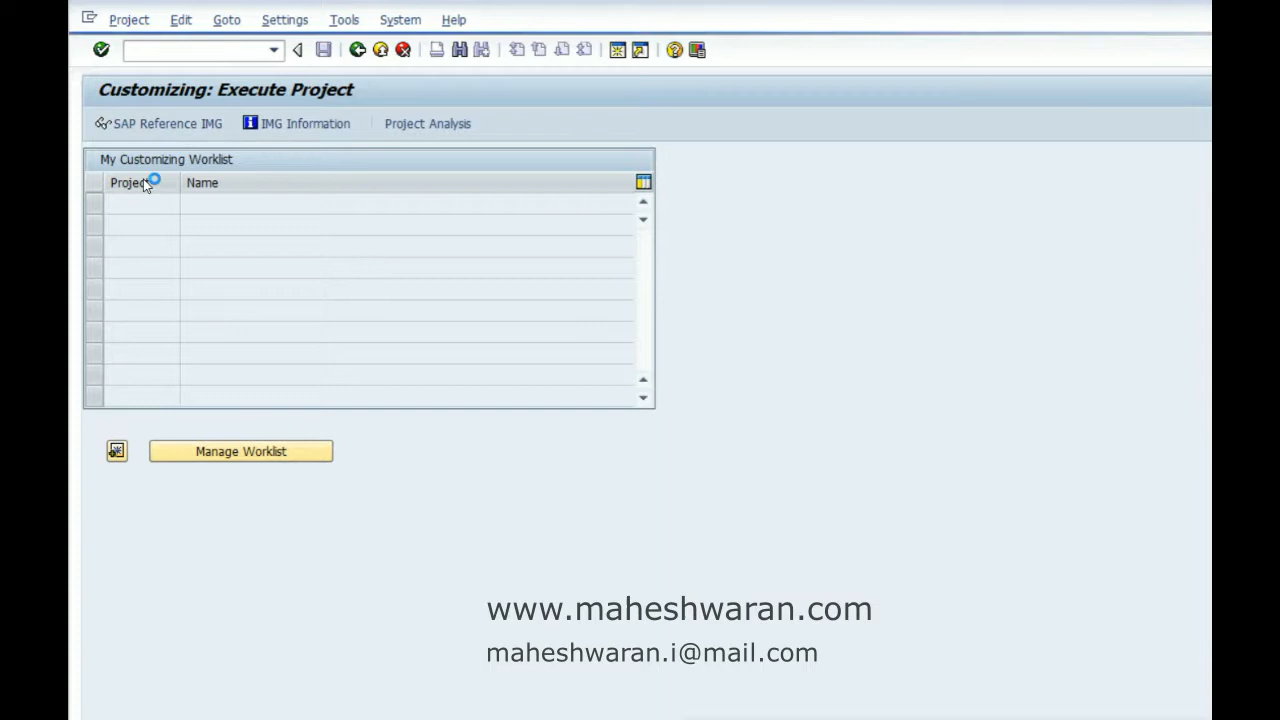 Project Edit Goto Settings Tools System Help
Customizing: Execute Project
SAP Reference IMG IMG Information Project Analysis
My Customizing Worklist
Project Name
Manage Worklist
www.maheshwaran.com
maheshwaran.i@mail.com